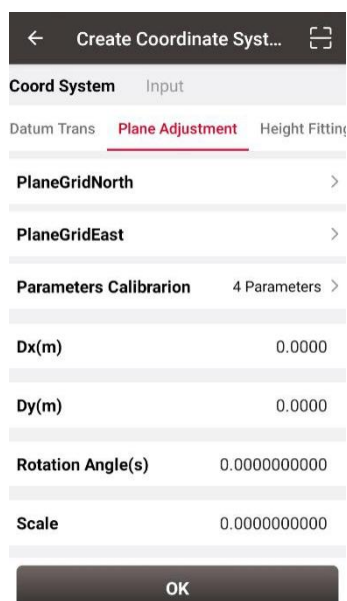 Create Coordinate Syst...
Coord System Input
Datum Trans Plane Adjustment Height Fitting
PlaneGridNorth
PlaneGridEast
Parameters Calibrarion 4 Parameters
Dx(m) 0.0000
Dy(m) 0.0000
Rotation Angle(s) 0.0000000000
Scale 0.0000000000
OK